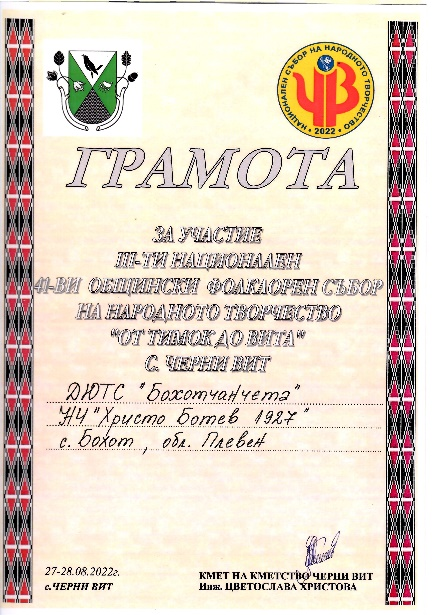 НАЦИОНАЛЕН СЪБОР НА НАРОДНОТО ТВОРЧЕСТВО
ЧВ
• 2022 •
ГРАМОТА
ЗА УЧАСТИЕ
III-ТИ НАЦИОНАЛЕН
41-ВИ ОБЩИНСКИ ФОЛКЛОРЕН СЪБОР
НА НАРОДНОТО ТВОРЧЕСТВО
"ОТ ТИМОК ДО ВИТА"
С. ЧЕРНИ ВИТ
ДЮТС "Бохотчанчета"
НЧ "Христо Ботев 1927"
с. Бохот, обл. Плевен
27-28.08.2022г.
с.ЧЕРНИ ВИТ
КМЕТ НА КМЕТСТВО ЧЕРНИ ВИТ
Инж. ЦВЕТОСЛАВА ХРИСТОВА